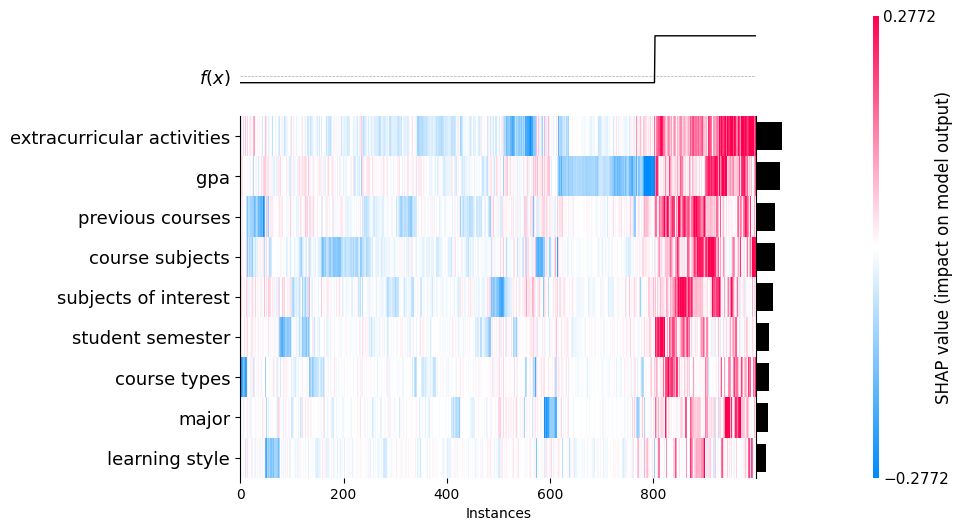 0.2772
f(x)
extracurricular activities
gpa
previous courses
course subjects
subjects of interest
student semester
course types
major
learning style
0 200 400 600 800
Instances
SHAP value (impact on model output)
−0.2772